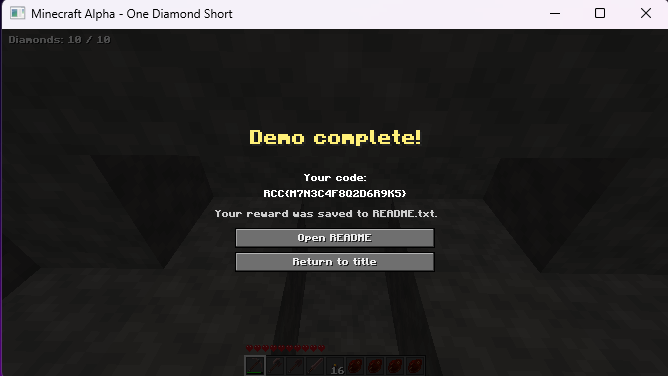 Minecraft Alpha - One Diamond Short
Diamonds: 10 / 10
Demo complete!
Your code:
RCC{M7N3C4F8Q2D6R9K5}
Your reward was saved to README.txt.
Open README
Return to title
16